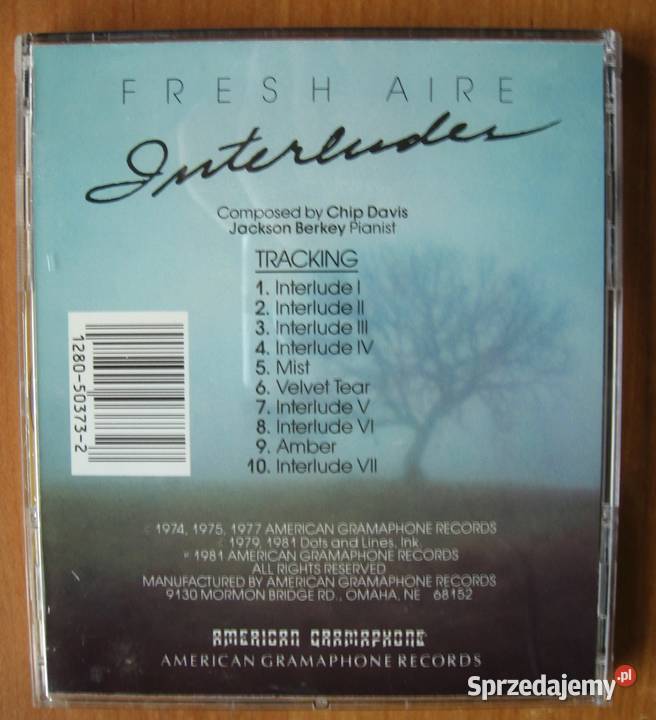 FRESH AIRE
Interludes
Composed by Chip Davis
Jackson Berkey Pianist
TRACKING
1. Interlude I
2. Interlude II
3. Interlude III
4. Interlude IV
5. Mist
6. Velvet Tear
7. Interlude V
8. Interlude VI
9. Amber
10. Interlude VII
1280-50373-2
© 1974, 1975, 1977 AMERICAN GRAMAPHONE RECORDS
© 1979, 1981 Dots and Lines, Ink.
℗ 1981 AMERICAN GRAMAPHONE RECORDS
ALL RIGHTS RESERVED
MANUFACTURED BY AMERICAN GRAMAPHONE RECORDS
9130 MORMON BRIDGE RD., OMAHA, NE 68152
AMERICAN GRAMAPHONE
AMERICAN GRAMAPHONE RECORDS
Sprzedajemy.pl